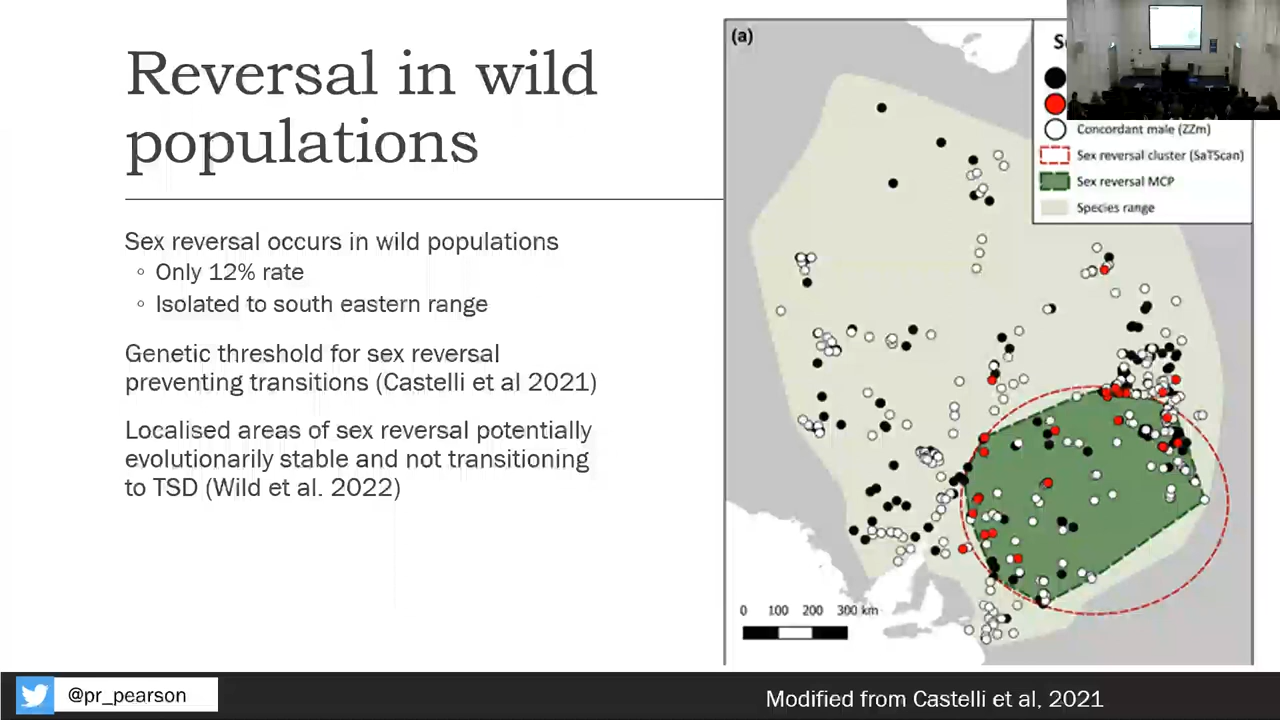 Reversal in wild
populations
Sex reversal occurs in wild populations
◦ Only 12% rate
◦ Isolated to south eastern range
Genetic threshold for sex reversal
preventing transitions (Castelli et al 2021)
Localised areas of sex reversal potentially
evolutionarily stable and not transitioning
to TSD (Wild et al. 2022)
(a)
Concordant male (ZZm)
Sex reversal cluster (SaTScan)
Sex reversal MCP
Species range
0 100 200 300 km
@pr_pearson
Modified from Castelli et al, 2021